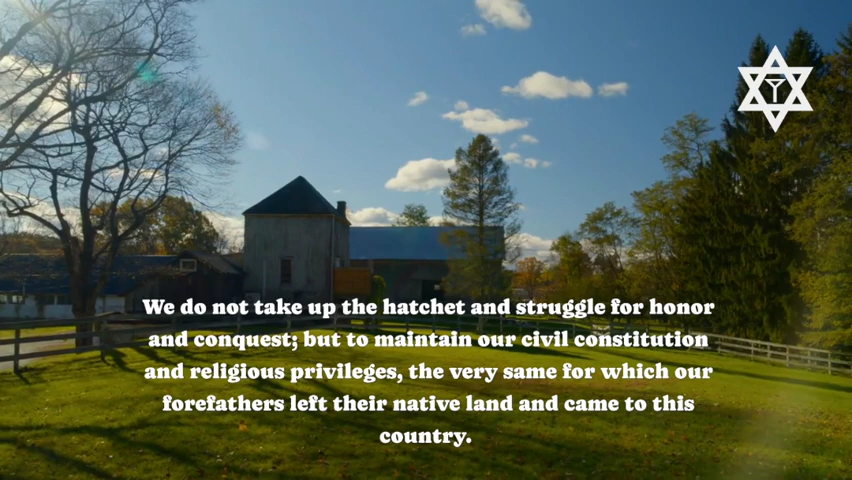 We do not take up the hatchet and struggle for honor
and conquest; but to maintain our civil constitution
and religious privileges, the very same for which our
forefathers left their native land and came to this
country.